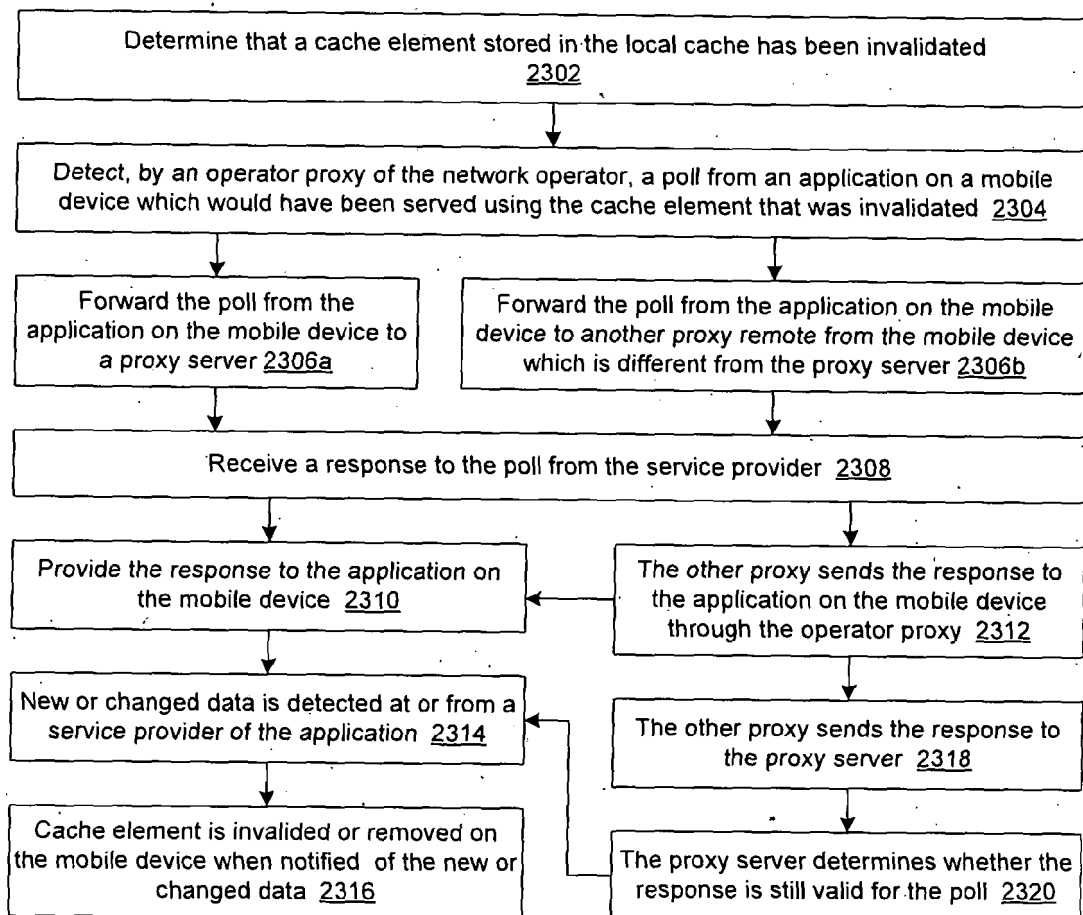 Determine that a cache element stored in the local cache has been invalidated
2302
Detect, by an operator proxy of the network operator, a poll from an application on a mobile
device which would have been served using the cache element that was invalidated 2304
Forward the poll from the
application on the mobile device to
a proxy server 2306a
Forward the poll from the application on the mobile
device to another proxy remote from the mobile device
which is different from the proxy server 2306b
Receive a response to the poll from the service provider 2308
Provide the response to the application on
the mobile device 2310
The other proxy sends the response to
the application on the mobile device
through the operator proxy 2312
New or changed data is detected at or from a
service provider of the application 2314
The other proxy sends the response to
the proxy server 2318
Cache element is invalided or removed on
the mobile device when notified of the new or
changed data 2316
The proxy server determines whether the
response is still valid for the poll 2320